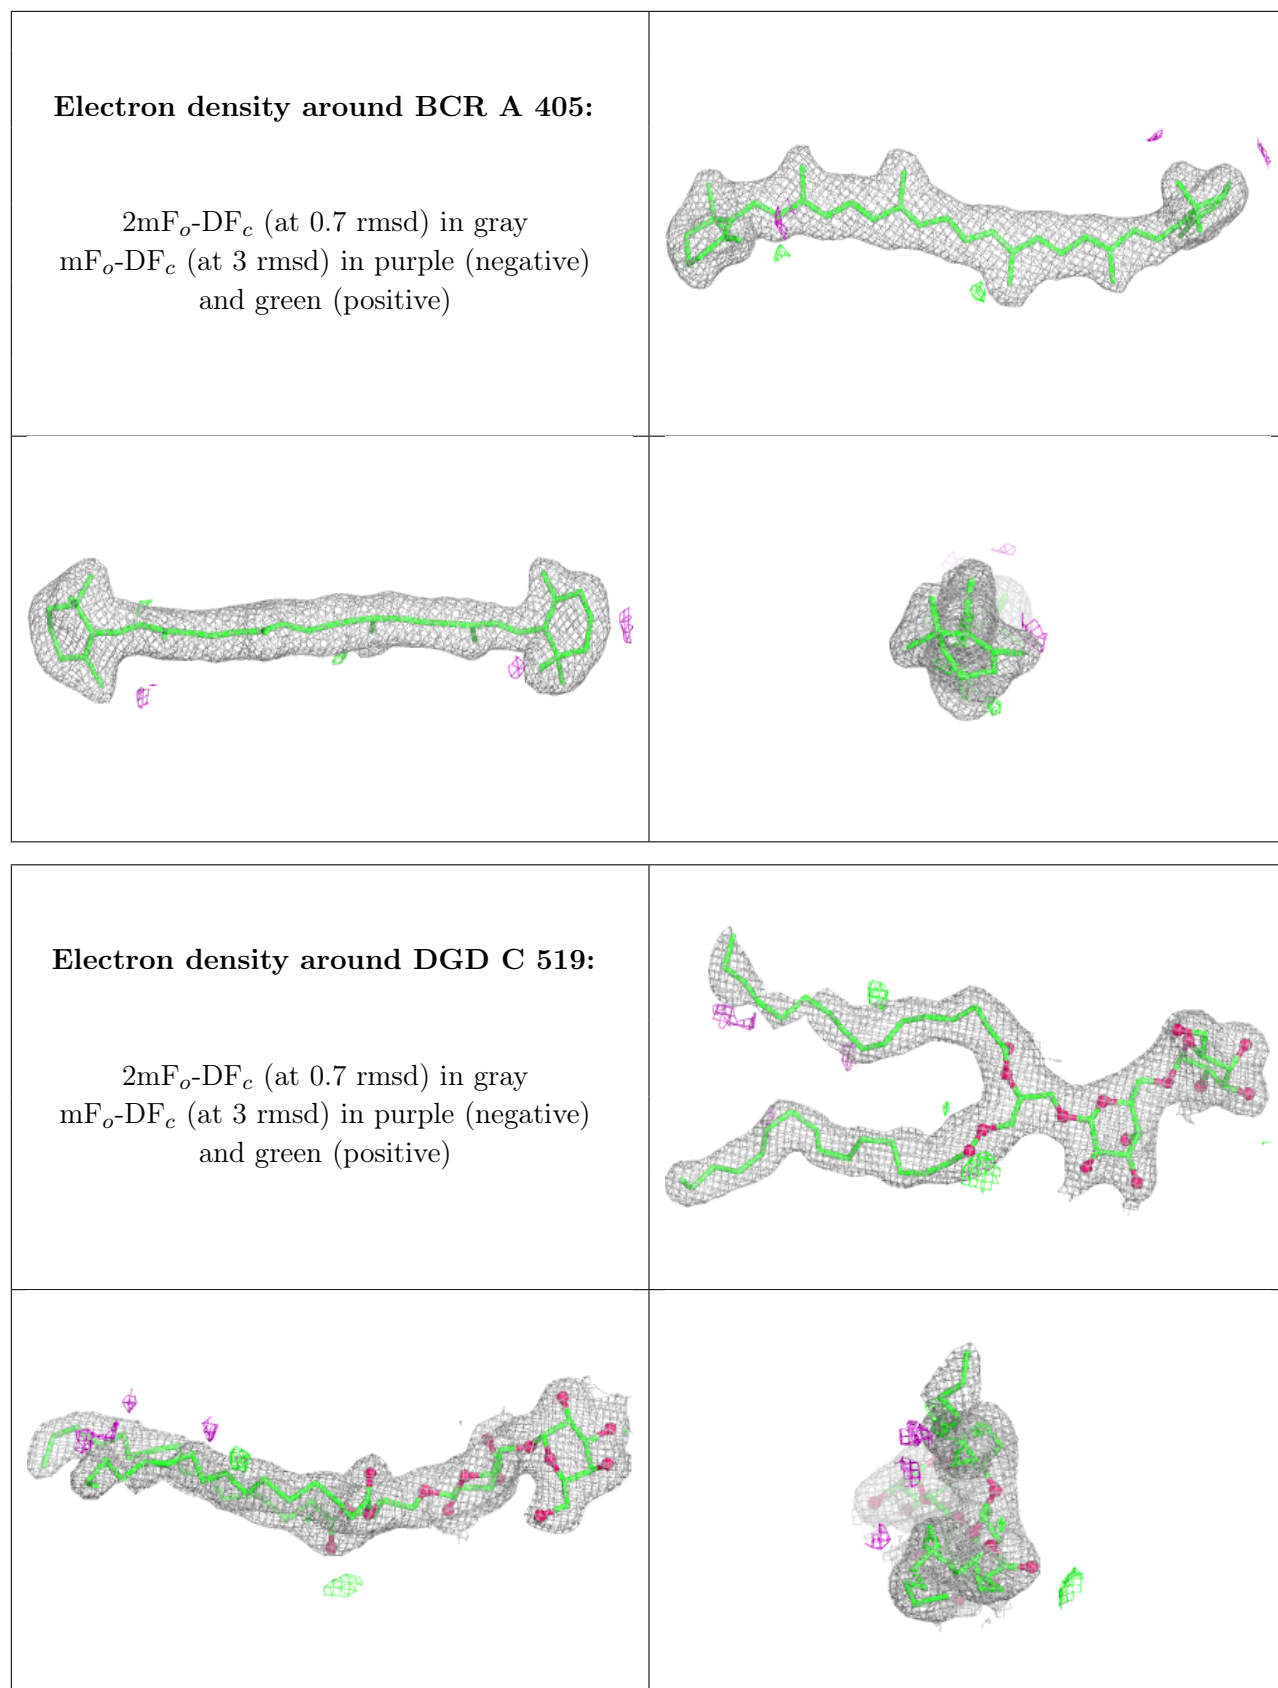 Electron density around BCR A 405:
2mFo-DFc (at 0.7 rmsd) in gray
mFo-DFc (at 3 rmsd) in purple (negative)
and green (positive)
Electron density around DGD C 519:
2mFo-DFc (at 0.7 rmsd) in gray
mFo-DFc (at 3 rmsd) in purple (negative)
and green (positive)